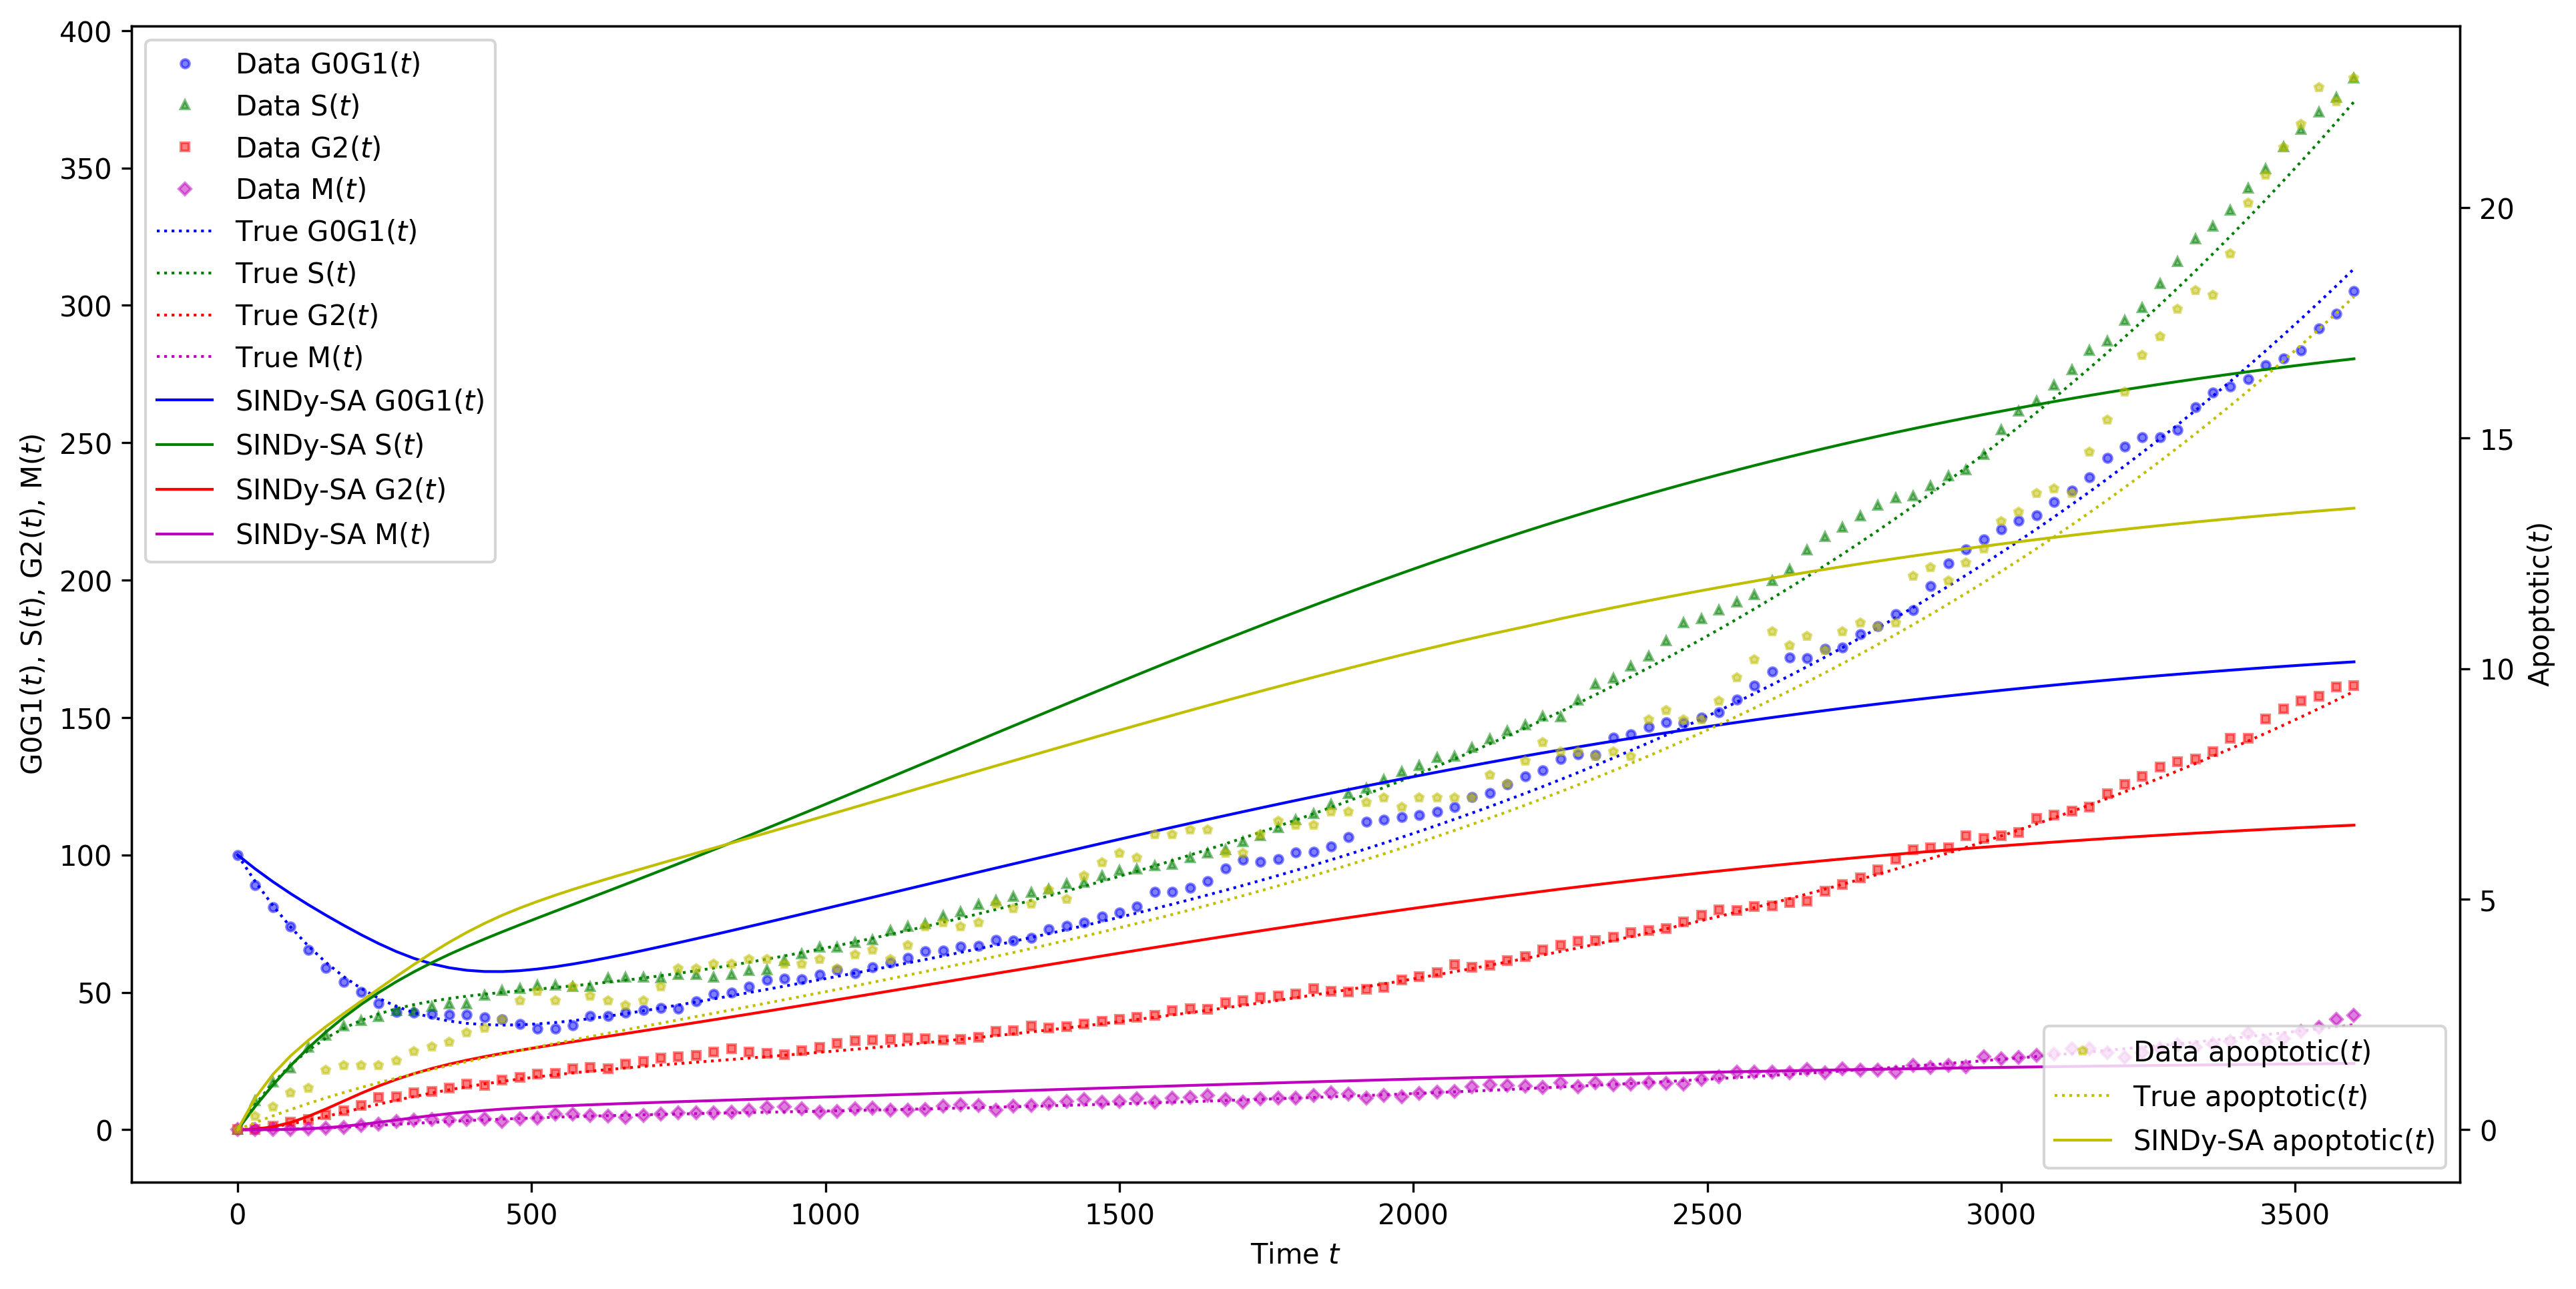 400
350
300
250
200
150
100
50
0
G0G1(t), S(t), G2(t), M(t)
Data G0G1(t)
Data S(t)
Data G2(t)
Data M(t)
True G0G1(t)
True S(t)
True G2(t)
True M(t)
SINDy-SA G0G1(t)
SINDy-SA S(t)
SINDy-SA G2(t)
SINDy-SA M(t)
20
15
10
5
0
Apoptotic(t)
Data apoptotic(t)
True apoptotic(t)
SINDy-SA apoptotic(t)
0 500 1000 1500 2000 2500 3000 3500
Time t